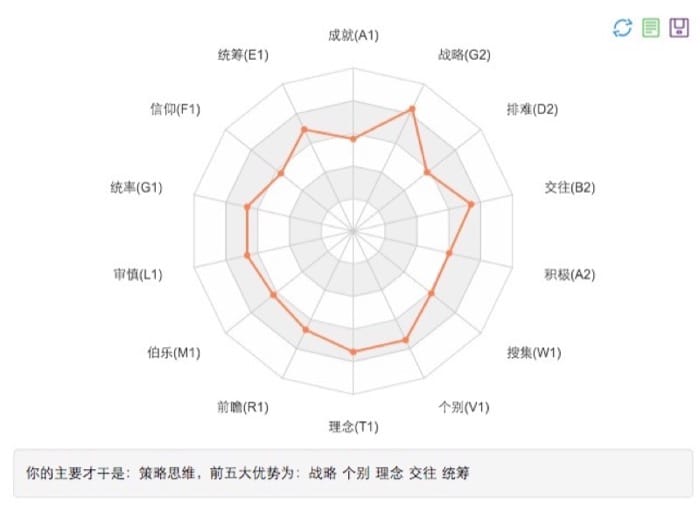 成就(A1)
统筹(E1)
战略(G2)
信仰(F1)
排难(D2)
统率(G1)
交往(B2)
审慎(L1)
积极(A2)
伯乐(M1)
搜集(W1)
前瞻(R1)
个别(V1)
理念(T1)
你的主要才干是：策略思维，前五大优势为：战略 个别 理念 交往 统筹